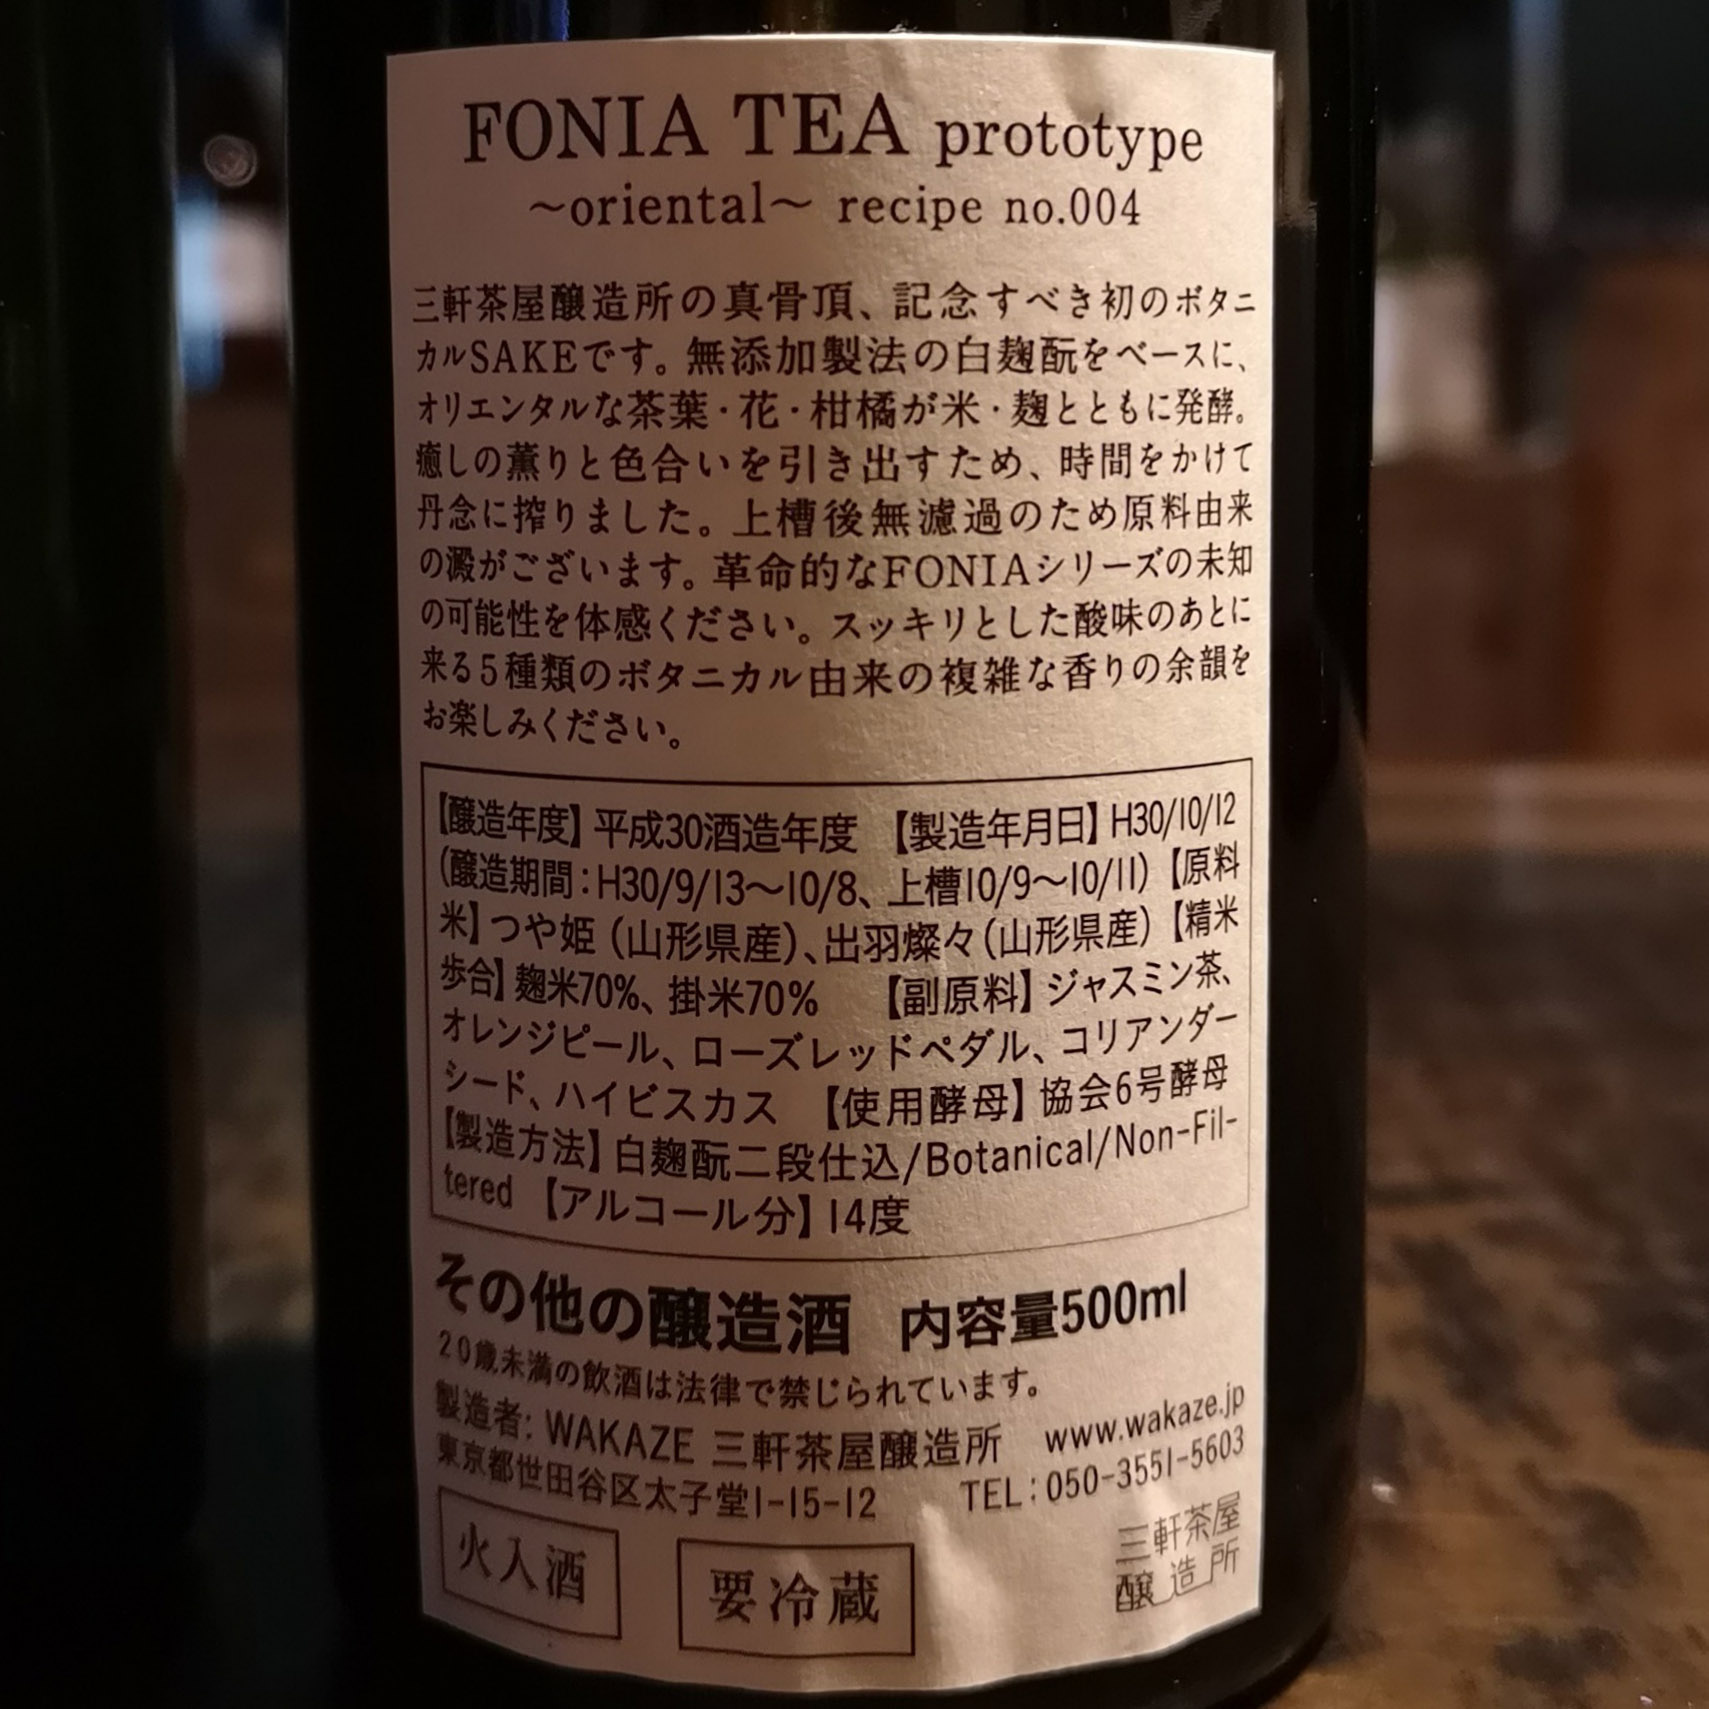 FONIA TEA prototype
～oriental～ recipe no.004
三軒茶屋醸造所の真骨頂、記念すべき初のボタニ
カルSAKEです。無添加製法の白麹酛をベースに、
オリエンタルな茶葉・花・柑橘が米・麹とともに発酵。
癒しの薫りと色合いを引き出すため、時間をかけて
丹念に搾りました。上槽後無濾過のため原料由来
の澱がございます。革命的なFONIAシリーズの未知
の可能性を体感ください。スッキリとした酸味のあとに
来る5種類のボタニカル由来の複雑な香りの余韻を
お楽しみください。
【醸造年度】平成30酒造年度 【製造年月日】H30/10/12
(醸造期間:H30/9/13～10/8、上槽10/9～10/11)【原料
米】つや姫(山形県産)、出羽燦々(山形県産)【精米
歩合】麹米70%、掛米70% 【副原料】ジャスミン茶、
オレンジピール、ローズレッドペダル、コリアンダー
シード、ハイビスカス 【使用酵母】協会6号酵母
【製造方法】白麹酛二段仕込/Botanical/Non-Fil-
tered 【アルコール分】14度
その他の醸造酒 内容量500ml
20歳未満の飲酒は法律で禁じられています。
製造者: WAKAZE 三軒茶屋醸造所 www.wakaze.jp
東京都世田谷区太子堂1-15-12 TEL:050-3551-5603
火入酒 要冷蔵
三軒茶屋
醸造所